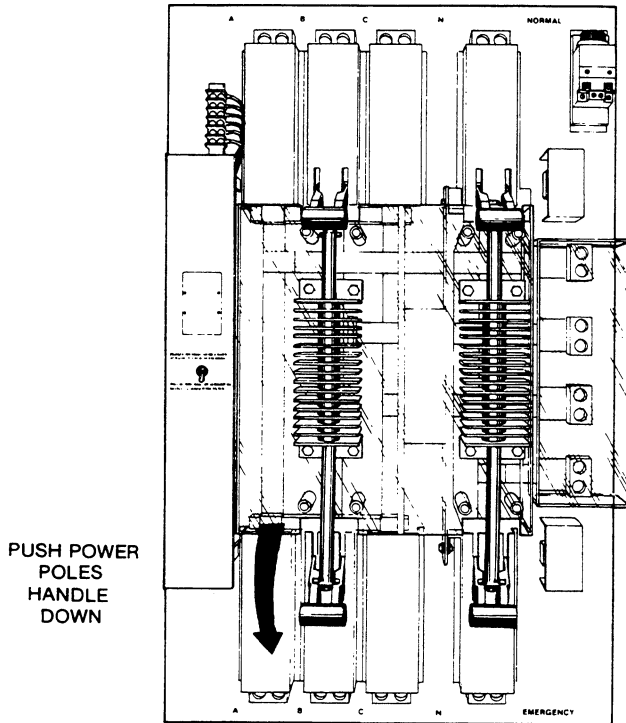 A B C N NORMAL
PUSH POWER
POLES
HANDLE
DOWN
A B C N EMERGENCY